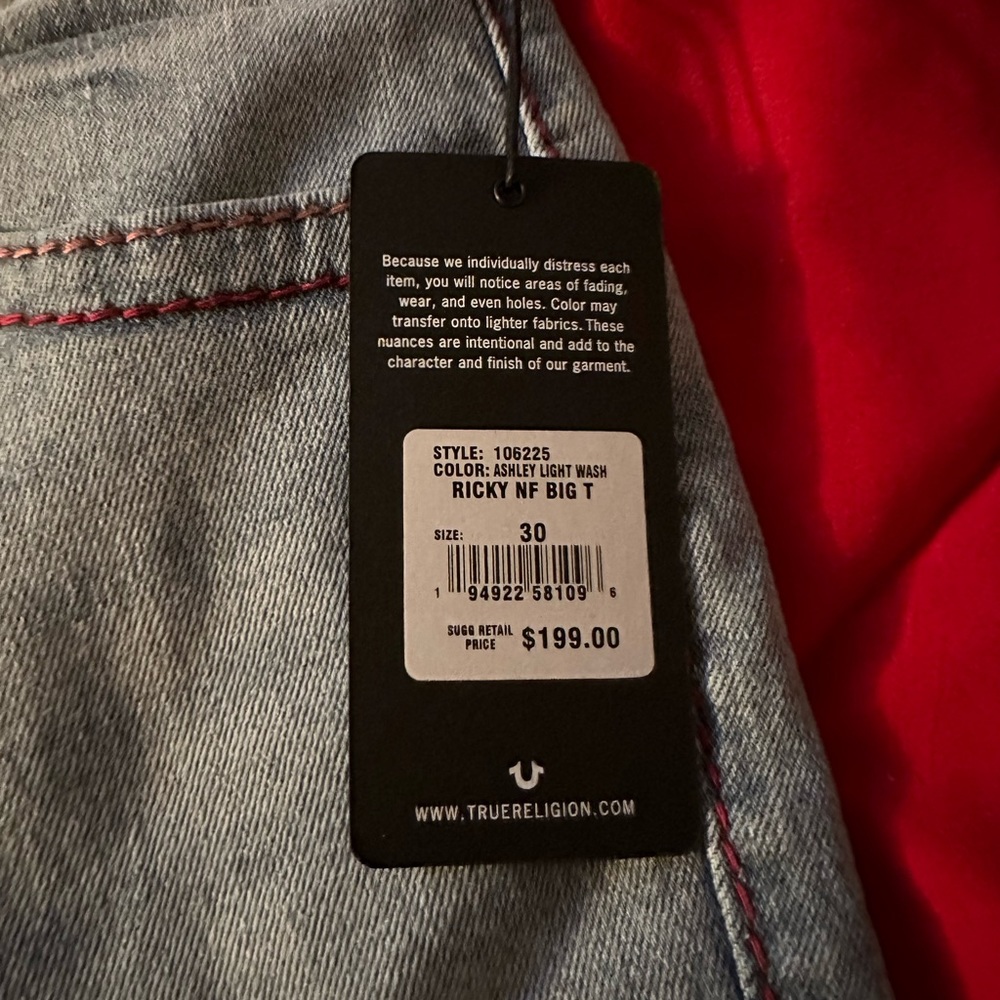 Because we individually distress each
item, you will notice areas of fading,
wear, and even holes. Color may
transfer onto lighter fabrics. These
nuances are intentional and add to the
character and finish of our garment.
STYLE: 106225
COLOR: ASHLEY LIGHT WASH
RICKY NF BIG T
SIZE: 30
1 94922 58109 6
SUGG RETAIL
PRICE $199.00
WWW.TRUERELIGION.COM